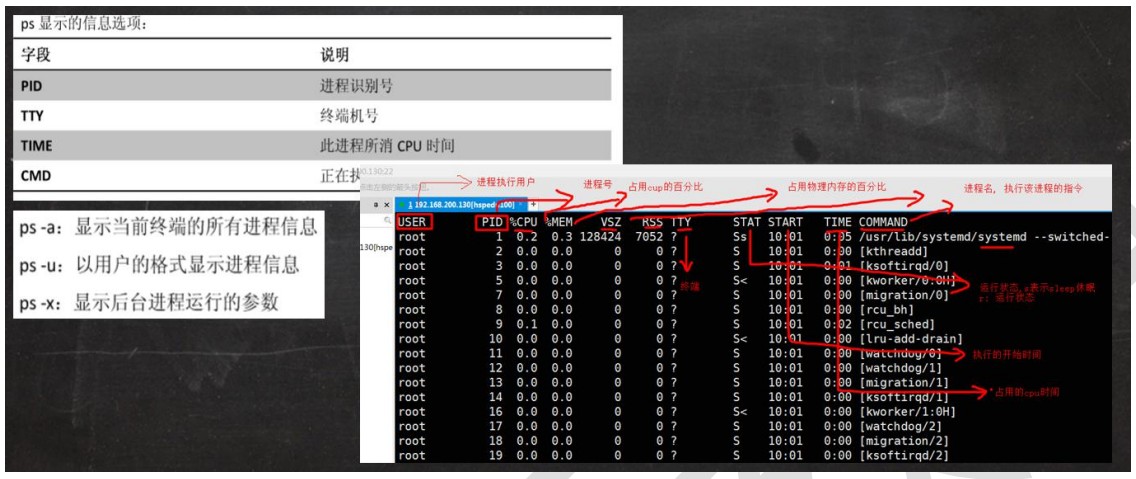 ps 显示的信息选项：
字段 说明
PID 进程识别号
TTY 终端机号
TIME 此进程所消 CPU 时间
CMD 正在执
ps -a：显示当前终端的所有进程信息
ps -u：以用户的格式显示进程信息
ps -x：显示后台进程运行的参数
进程执行用户 进程号 占用cup的百分比 占用物理内存的百分比 进程名，执行该进程的指令
1 192.168.200.130
USER PID %CPU %MEM VSZ RSS TTY STAT START TIME COMMAND
root 1 0.2 0.3 128424 7052 ? Ss 10:01 0:05 /usr/lib/systemd/systemd --switched-
root 2 0.0 0.0 0 0 ? S 10:01 0:00 [kthreadd]
root 3 0.0 0.0 0 0 ? S 10:01 0:01 [ksoftirqd/0]
root 5 0.0 0.0 0 0 ? S< 10:01 0:00 [kworker/0:0H]
root 7 0.0 0.0 0 0 ? S 10:01 0:00 [migration/0]
root 8 0.0 0.0 0 0 ? S 10:01 0:00 [rcu_bh]
root 9 0.1 0.0 0 0 ? S 10:01 0:02 [rcu_sched]
root 10 0.0 0.0 0 0 ? S< 10:01 0:00 [lru-add-drain]
root 11 0.0 0.0 0 0 ? S 10:01 0:00 [watchdog/0]
root 12 0.0 0.0 0 0 ? S 10:01 0:00 [watchdog/1]
root 13 0.0 0.0 0 0 ? S 10:01 0:00 [migration/1]
root 14 0.0 0.0 0 0 ? S 10:01 0:00 [ksoftirqd/1]
root 16 0.0 0.0 0 0 ? S< 10:01 0:00 [kworker/1:0H]
root 17 0.0 0.0 0 0 ? S 10:01 0:00 [watchdog/2]
root 18 0.0 0.0 0 0 ? S 10:01 0:00 [migration/2]
root 19 0.0 0.0 0 0 ? S 10:01 0:00 [ksoftirqd/2]
终端
运行状态，s表示sleep休眠
r: 运行状态
执行的开始时间
*占用的cpu时间